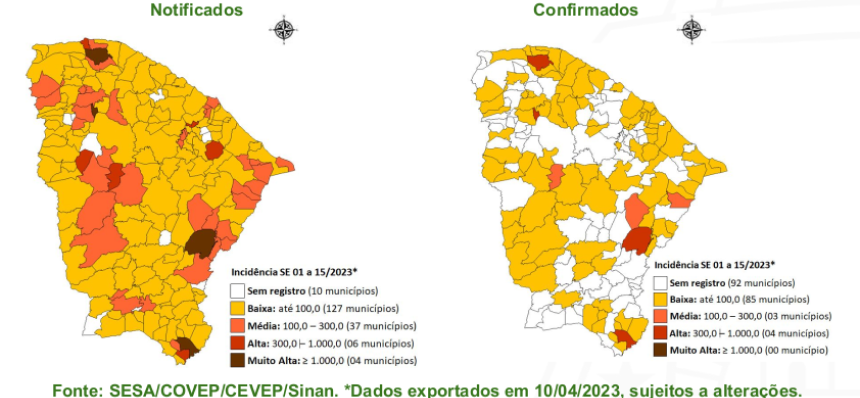 Notificados
Incidência SE 01 a 15/2023*
Sem registro (10 municípios)
Baixa: até 100,0 (127 municípios)
Média: 100,0 – 300,0 (37 municípios)
Alta: 300,0 ⊢ 1.000,0 (06 municípios)
Muito Alta: ≥ 1.000,0 (04 municípios)
Confirmados
Incidência SE 01 a 15/2023*
Sem registro (92 municípios)
Baixa: até 100,0 (85 municípios)
Média: 100,0 – 300,0 (03 municípios)
Alta: 300,0 ⊢ 1.000,0 (04 municípios)
Muito Alta: ≥ 1.000,0 (00 município)
Fonte: SESA/COVEP/CEVEP/Sinan. *Dados exportados em 10/04/2023, sujeitos a alterações.